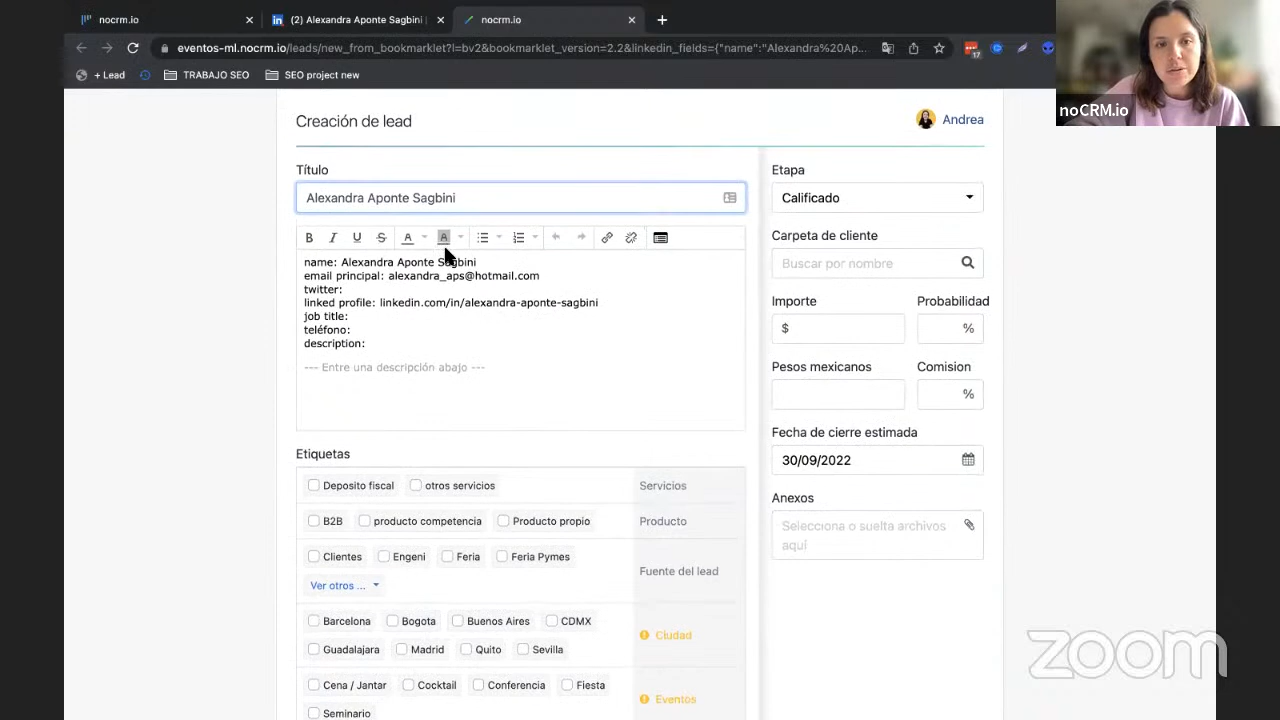 nocrm.io
(2) Alexandra Aponte Sagbini |
nocrm.io
eventos-ml.nocrm.io/leads/new_from_bookmarklet?l=bv2&bookmarklet_version=2.2&linkedin_fields={"name":"Alexandra%20Ap...
17
+ Lead
TRABAJO SEO
SEO project new
noCRM.io
Creación de lead
Andrea
Título
Alexandra Aponte Sagbini
B I U S A A
name: Alexandra Aponte Sagbini
email principal: alexandra_aps@hotmail.com
twitter:
linked profile: linkedin.com/in/alexandra-aponte-sagbini
job title:
teléfono:
description:
--- Entre una descripción abajo ---
Etiquetas
Deposito fiscal otros servicios Servicios
B2B producto competencia Producto propio Producto
Clientes Engeni Feria Feria Pymes
Ver otros ...
Fuente del lead
Barcelona Bogota Buenos Aires CDMX
Guadalajara Madrid Quito Sevilla
Ciudad
Cena / Jantar Cocktail Conferencia Fiesta
Seminario
Eventos
Etapa
Calificado
Carpeta de cliente
Buscar por nombre
Importe Probabilidad
$ %
Pesos mexicanos Comision
%
Fecha de cierre estimada
30/09/2022
Anexos
Selecciona o suelta archivos
aquí
zoom